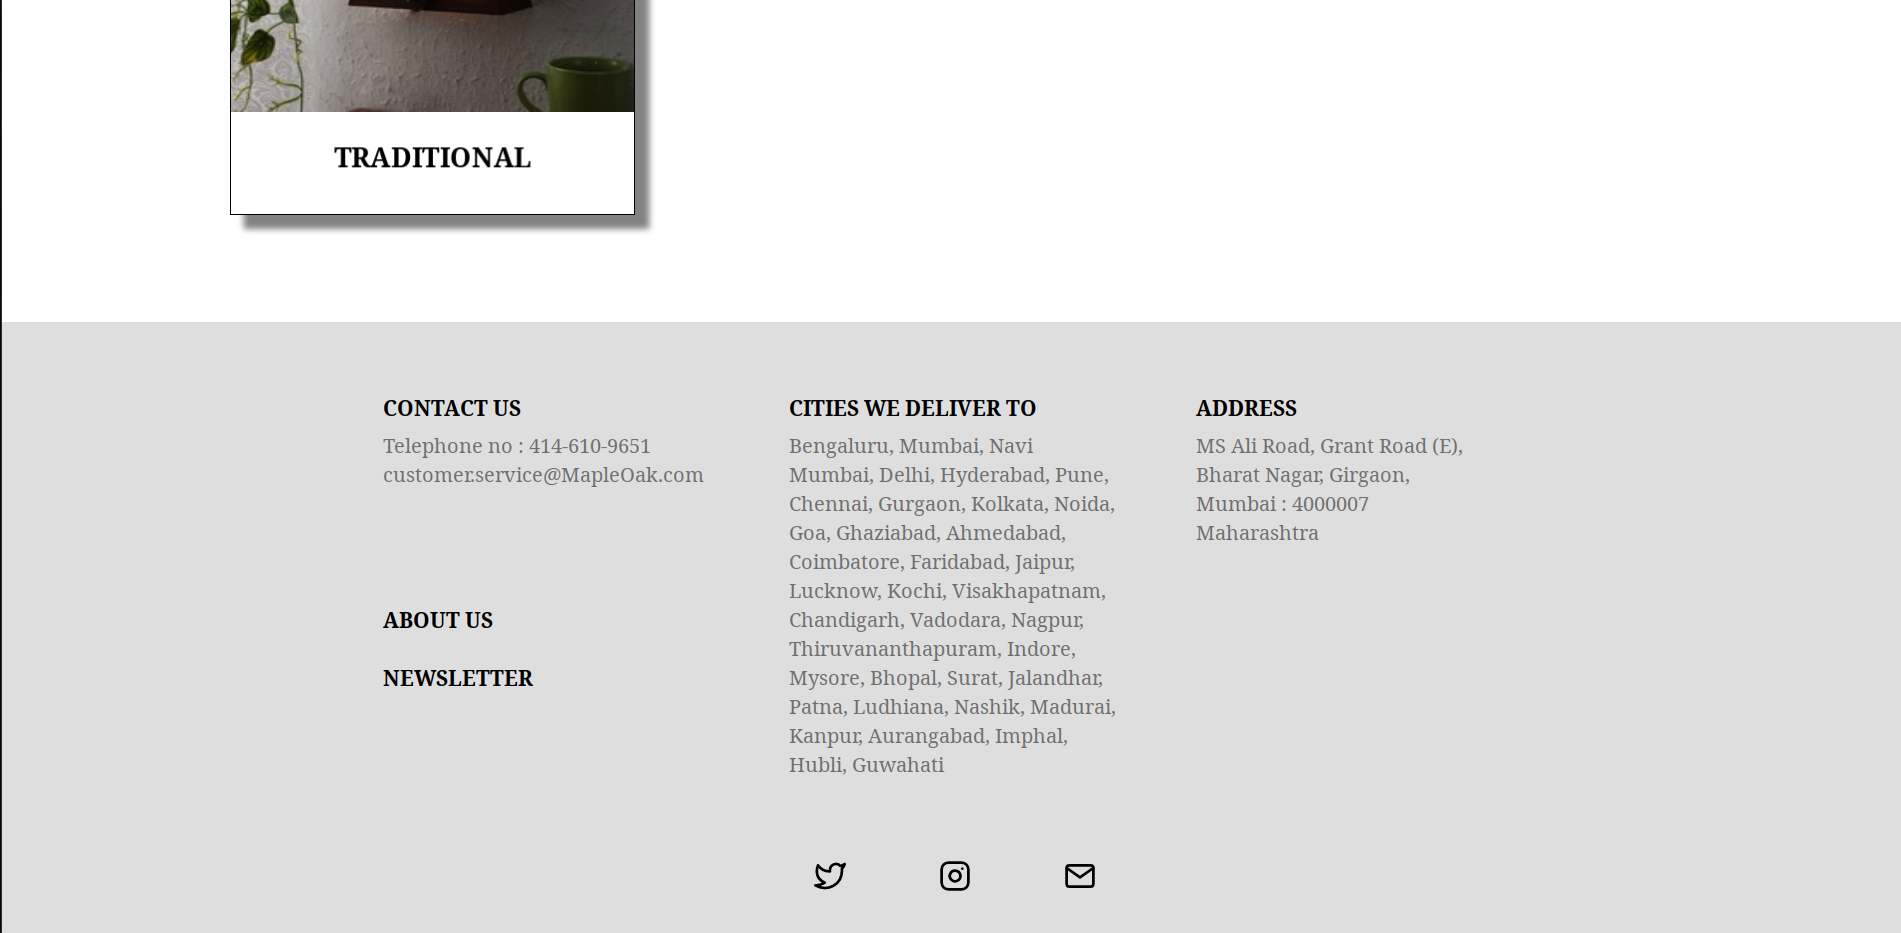 TRADITIONAL
CONTACT US
Telephone no : 414-610-9651
customer.service@MapleOak.com
ABOUT US
NEWSLETTER
CITIES WE DELIVER TO
Bengaluru, Mumbai, Navi
Mumbai, Delhi, Hyderabad, Pune,
Chennai, Gurgaon, Kolkata, Noida,
Goa, Ghaziabad, Ahmedabad,
Coimbatore, Faridabad, Jaipur,
Lucknow, Kochi, Visakhapatnam,
Chandigarh, Vadodara, Nagpur,
Thiruvananthapuram, Indore,
Mysore, Bhopal, Surat, Jalandhar,
Patna, Ludhiana, Nashik, Madurai,
Kanpur, Aurangabad, Imphal,
Hubli, Guwahati
ADDRESS
MS Ali Road, Grant Road (E),
Bharat Nagar, Girgaon,
Mumbai : 4000007
Maharashtra